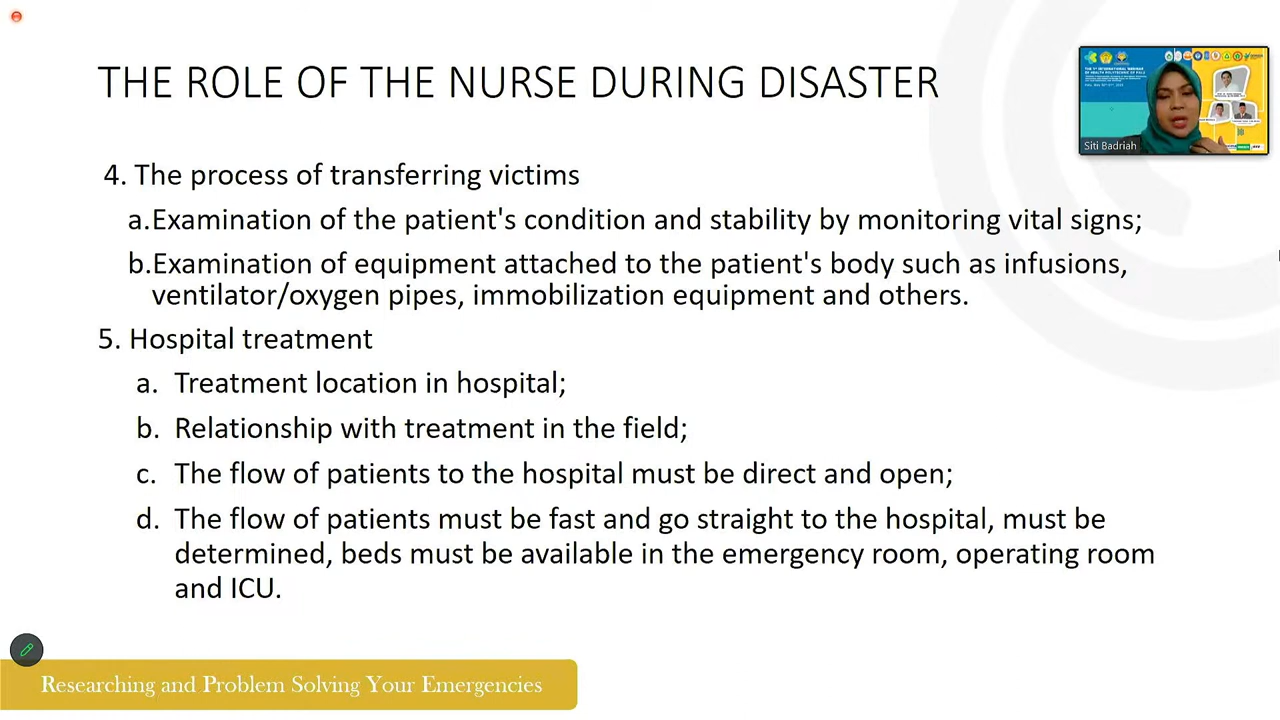 THE ROLE OF THE NURSE DURING DISASTER
4. The process of transferring victims
a.Examination of the patient's condition and stability by monitoring vital signs;
b.Examination of equipment attached to the patient's body such as infusions,
ventilator/oxygen pipes, immobilization equipment and others.
5. Hospital treatment
a. Treatment location in hospital;
b. Relationship with treatment in the field;
c. The flow of patients to the hospital must be direct and open;
d. The flow of patients must be fast and go straight to the hospital, must be
determined, beds must be available in the emergency room, operating room
and ICU.
Researching and Problem Solving Your Emergencies
Siti Badriah